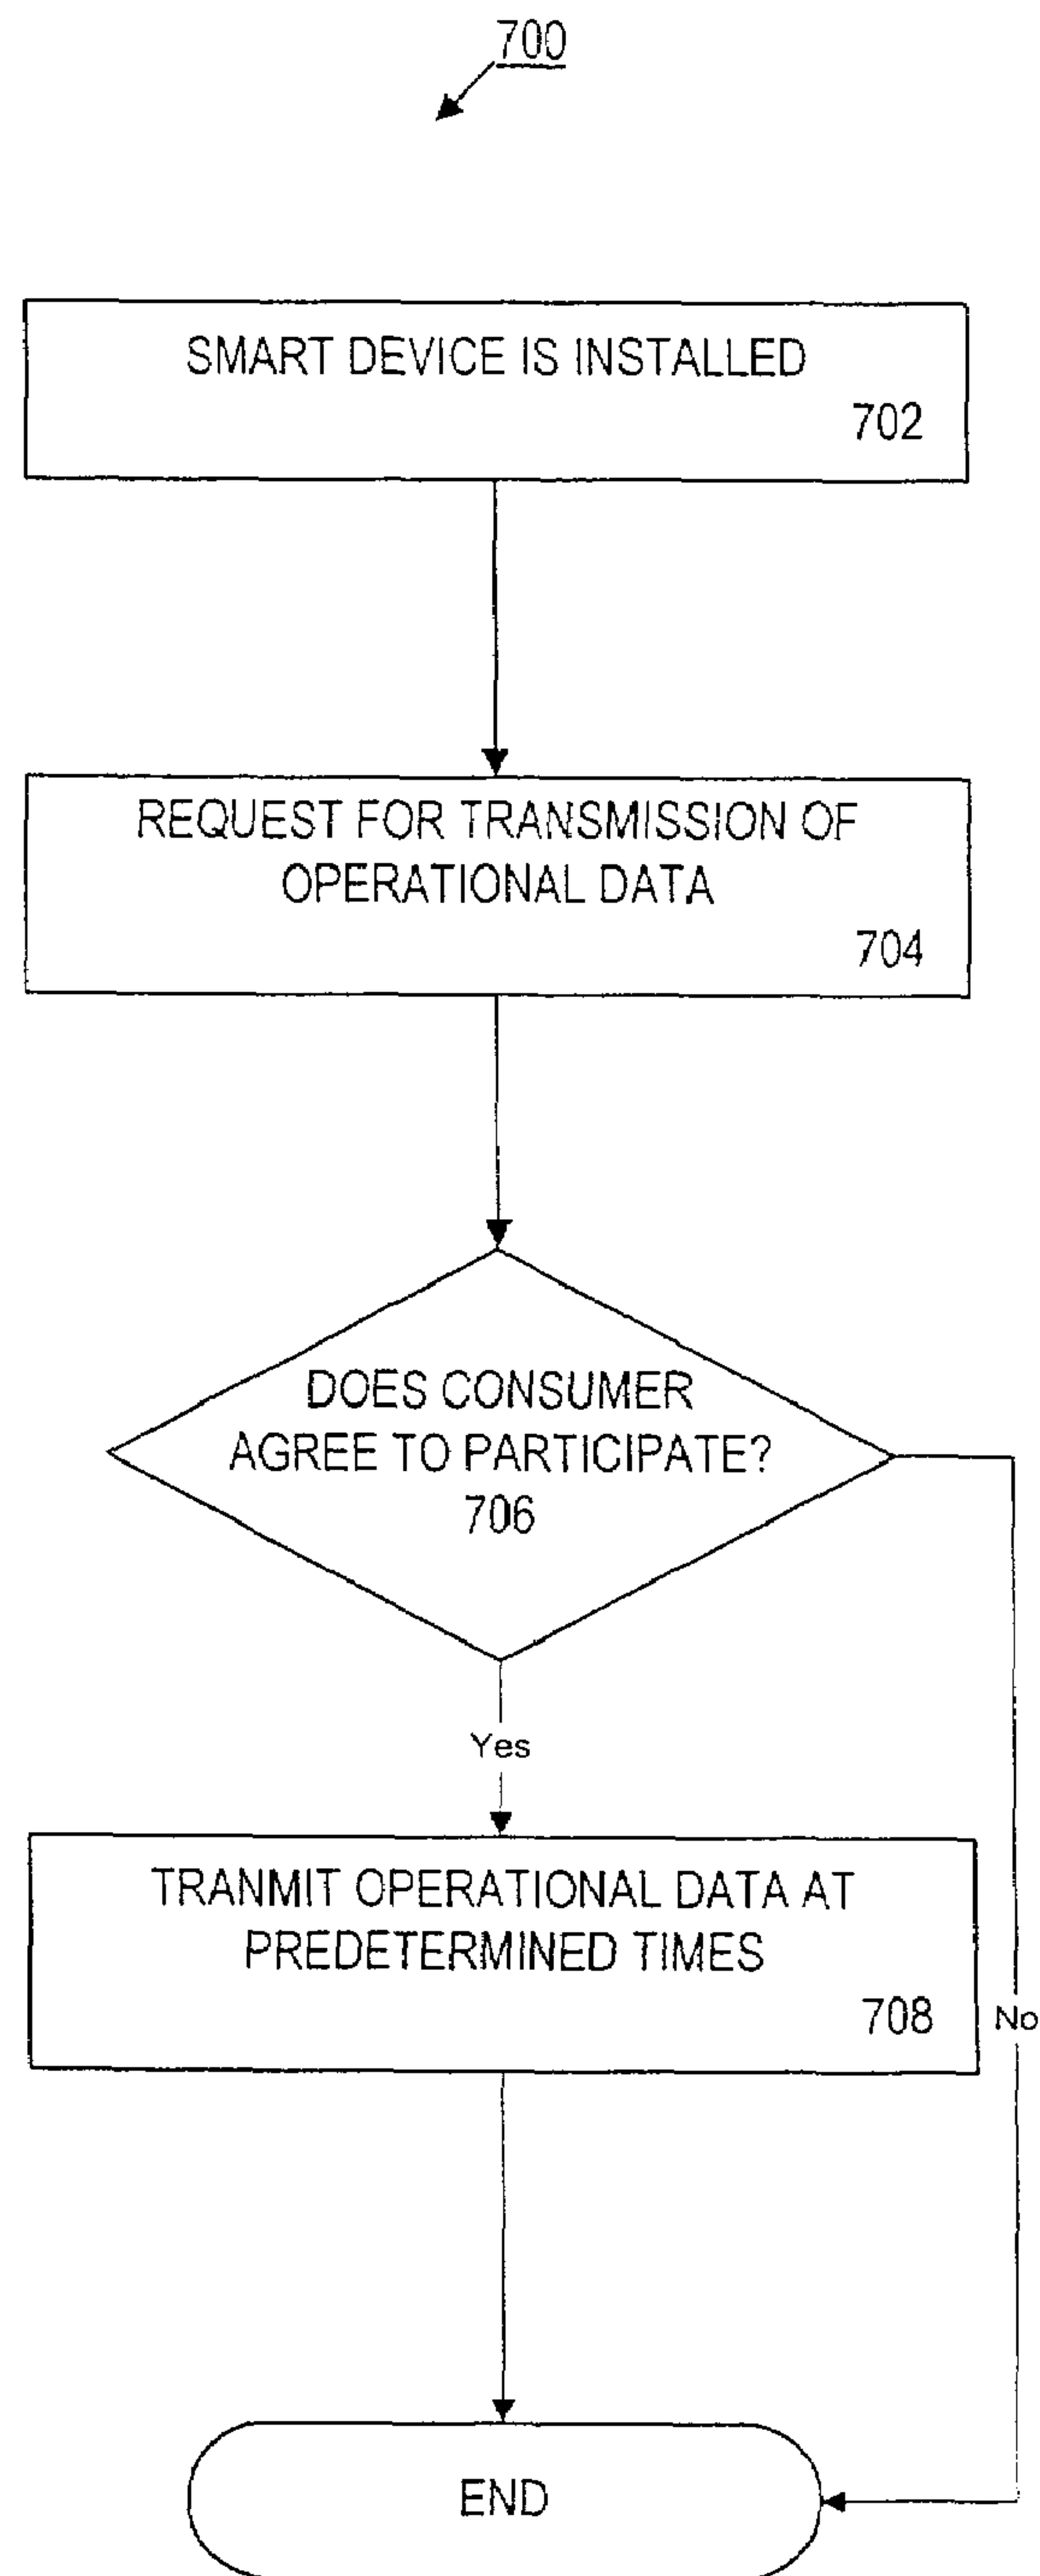 700
SMART DEVICE IS INSTALLED
702
REQUEST FOR TRANSMISSION OF
OPERATIONAL DATA
704
DOES CONSUMER
AGREE TO PARTICIPATE?
706
Yes
TRANMIT OPERATIONAL DATA AT
PREDETERMINED TIMES
708
No
END